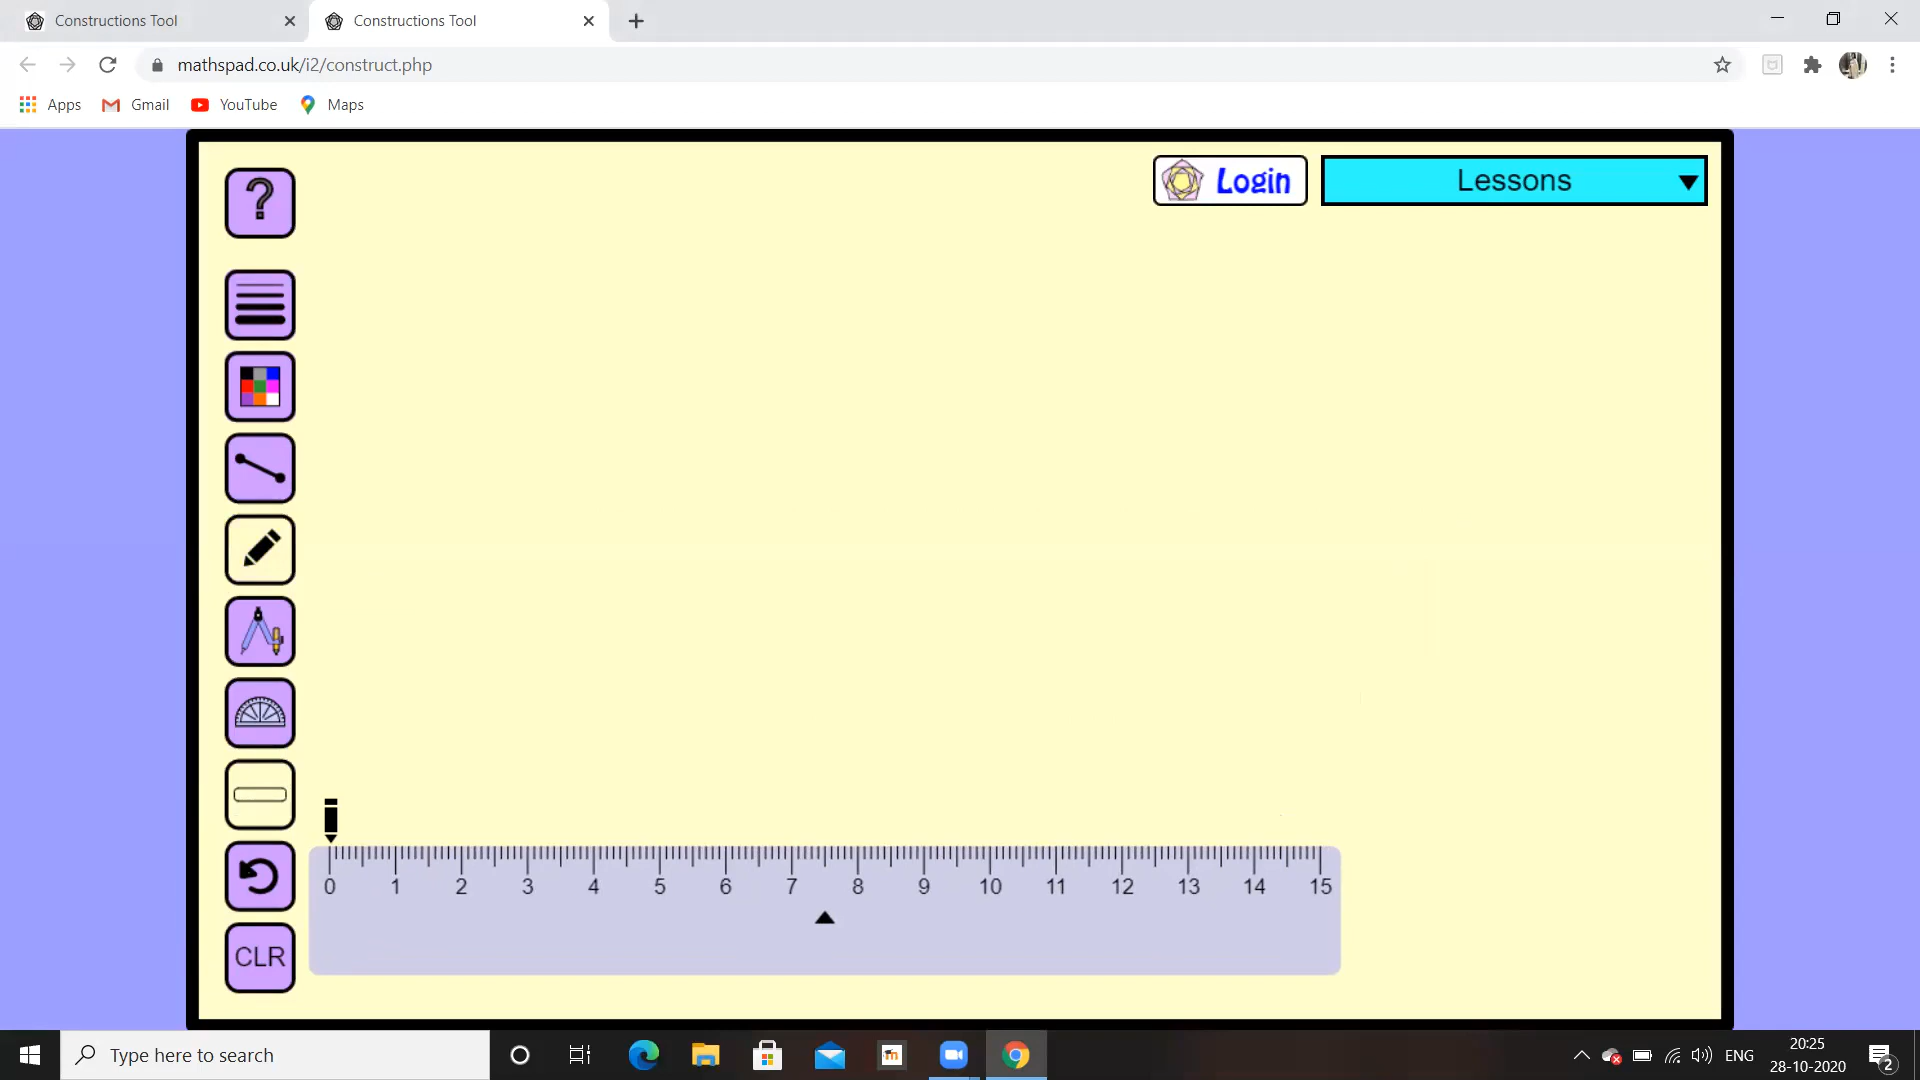 Constructions Tool
Constructions Tool
mathspad.co.uk/i2/construct.php
Apps Gmail YouTube Maps
?
Login
Lessons
0 1 2 3 4 5 6 7 8 9 10 11 12 13 14 15
CLR
Type here to search
ENG
20:25
28-10-2020
2